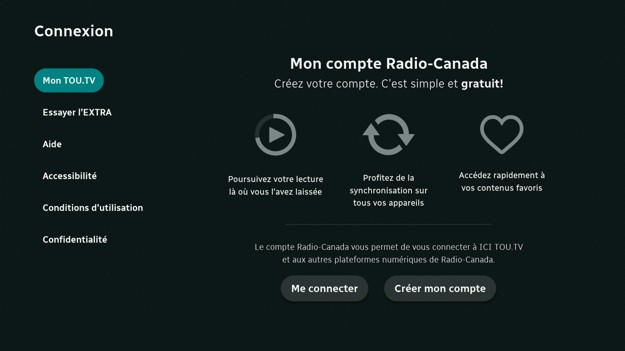 Connexion
Mon TOU.TV
Essayer l'EXTRA
Aide
Accessibilité
Conditions d'utilisation
Confidentialité
Mon compte Radio-Canada
Créez votre compte. C'est simple et gratuit!
Poursuivez votre lecture
là où vous l'avez laissée
Profitez de la
synchronisation sur
tous vos appareils
Accédez rapidement à
vos contenus favoris
Le compte Radio-Canada vous permet de vous connecter à ICI TOU.TV
et aux autres plateformes numériques de Radio-Canada.
Me connecter
Créer mon compte